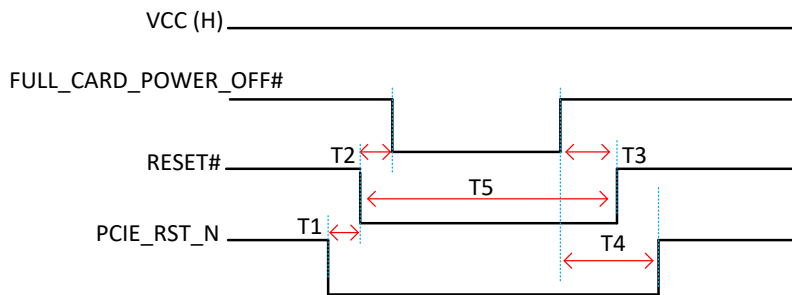 VCC (H)
FULL_CARD_POWER_OFF#
T2
T3
RESET#
T5
T1
PCIE_RST_N
T4